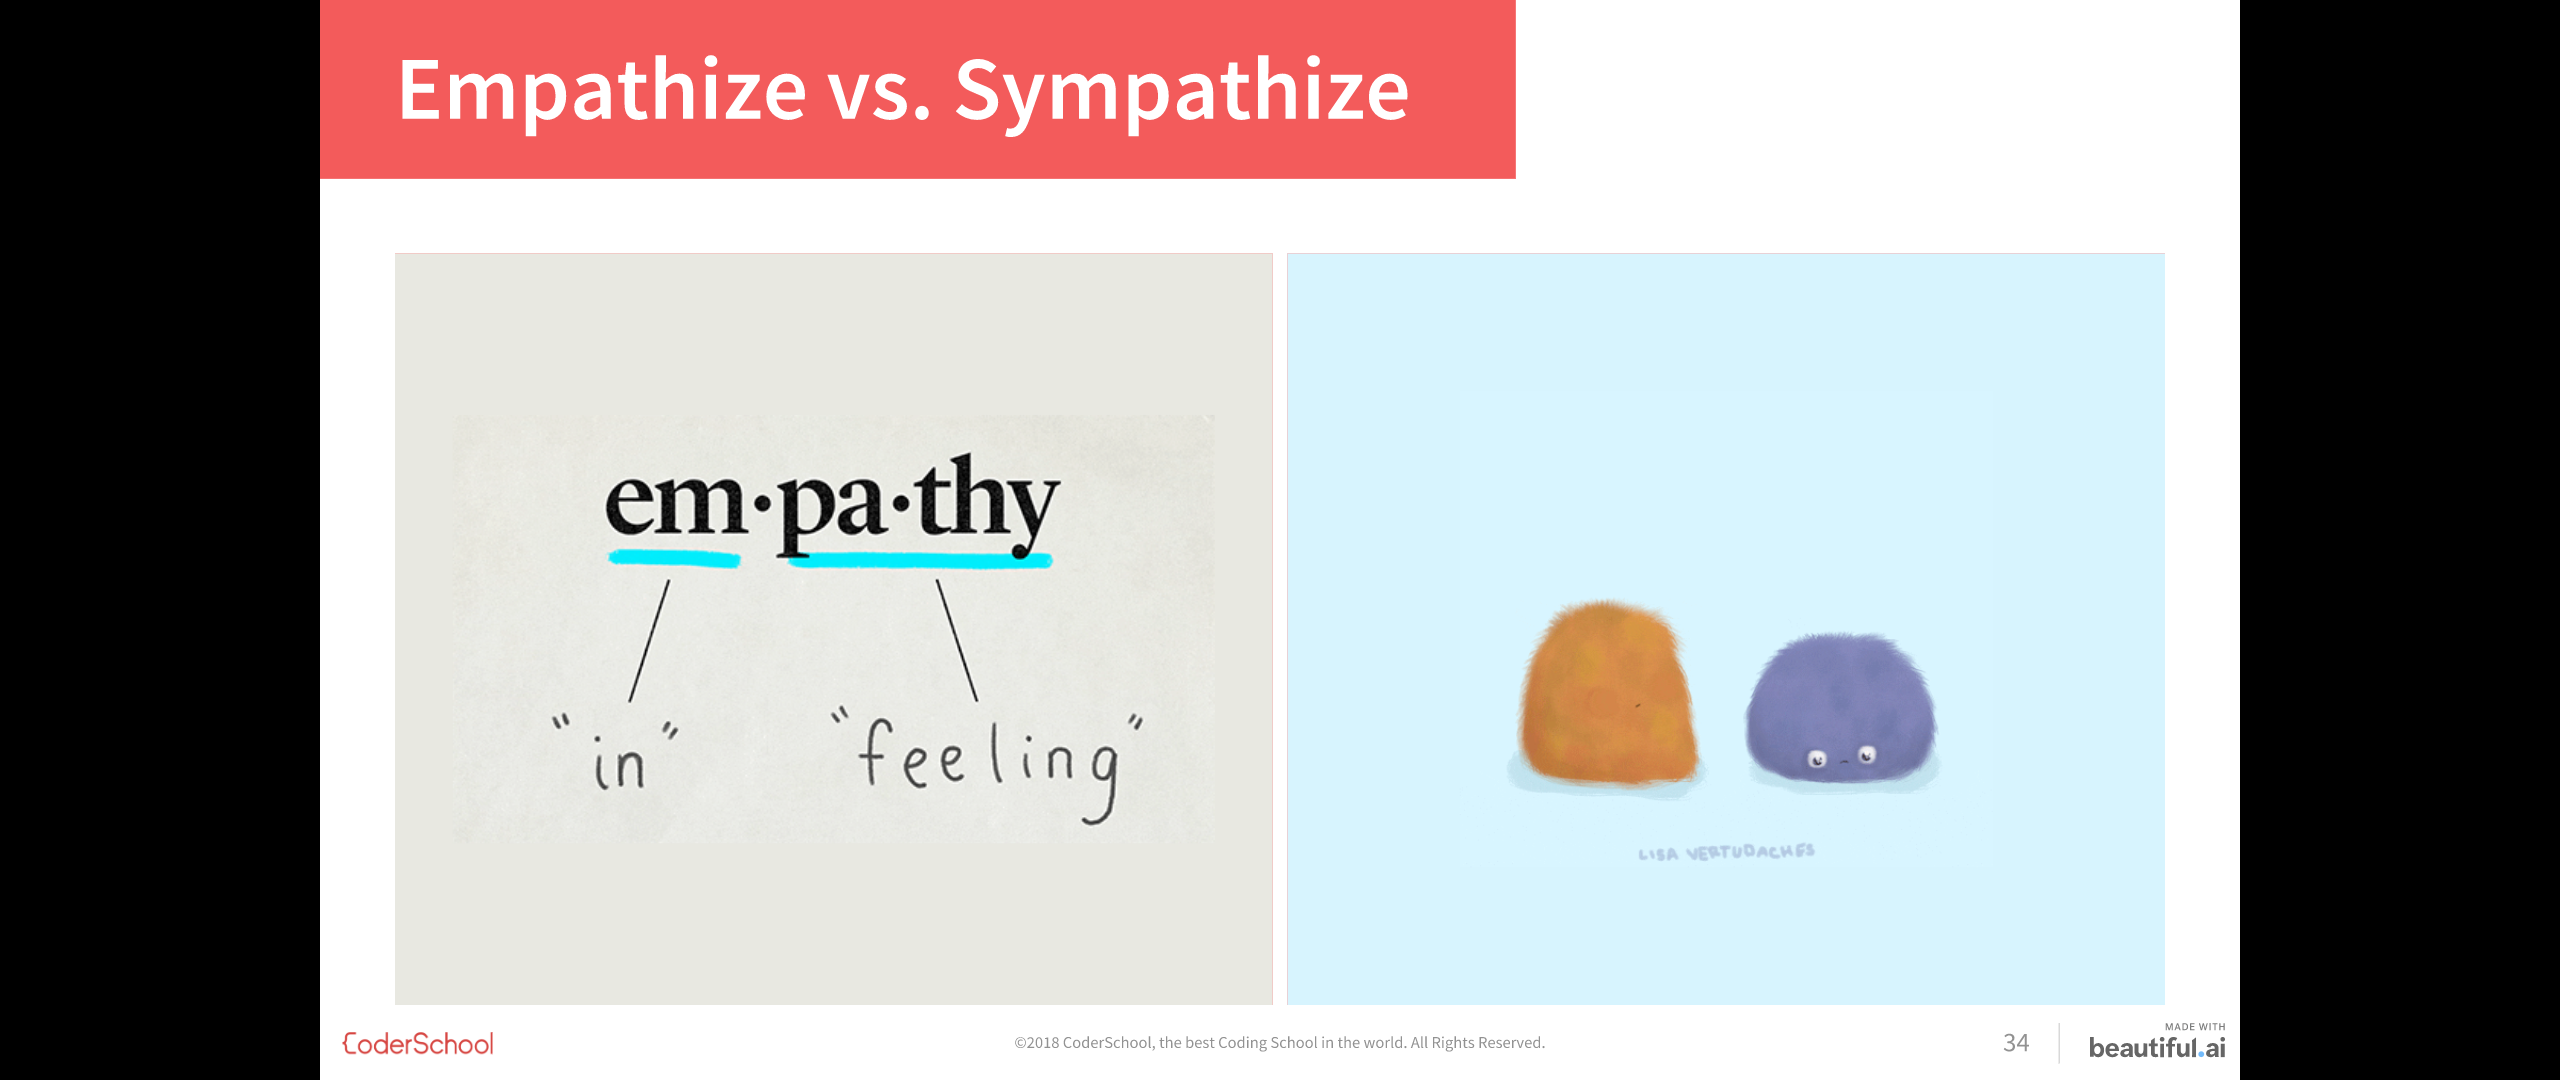 Empathize vs. Sympathize
em·pa·thy
"in" "feeling"
LISA VERTUDACHES
CoderSchool
©2018 CoderSchool, the best Coding School in the world. All Rights Reserved.
34
MADE WITH
beautiful.ai